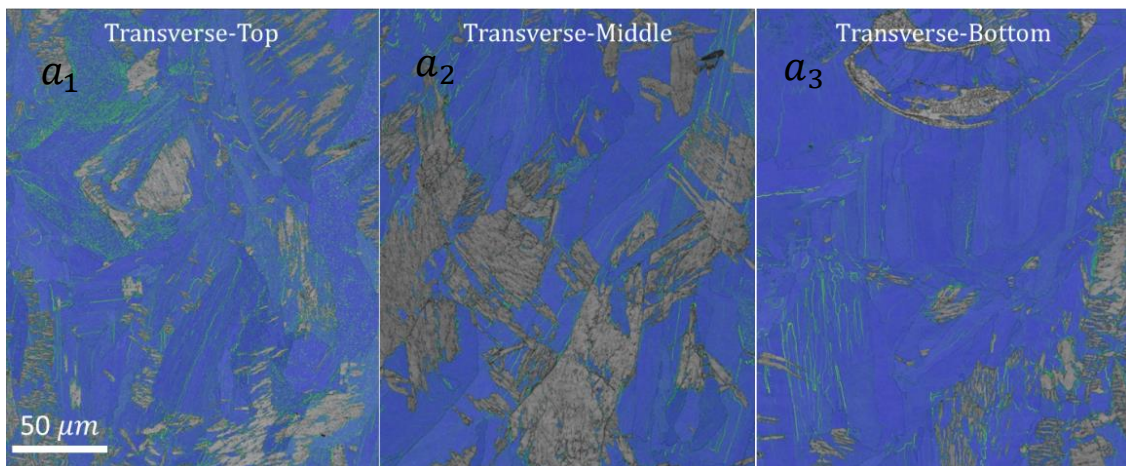 Transverse-Top
a₁
Transverse-Middle
a₂
Transverse-Bottom
a₃
50 μm